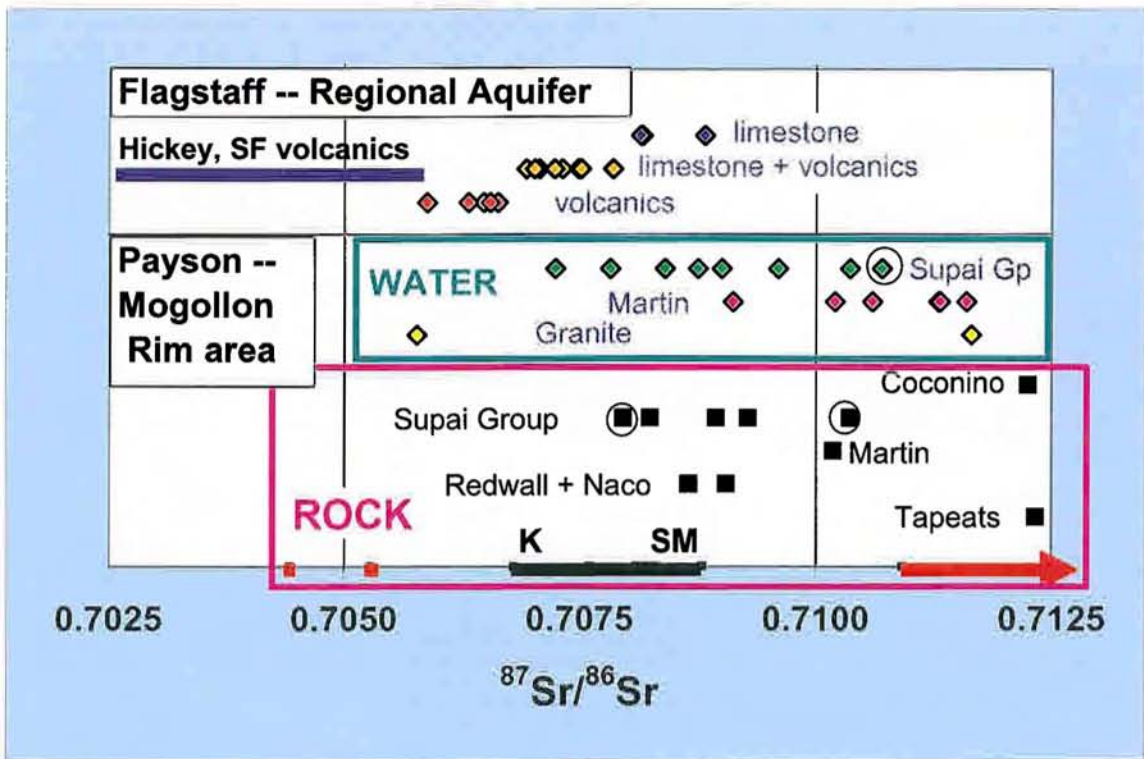 Flagstaff -- Regional Aquifer
limestone
Hickey, SF volcanics
limestone + volcanics
volcanics
Payson --
Mogollon
Rim area
WATER
Supai Gp
Martin
Granite
Coconino
Supai Group
Martin
Redwall + Naco
ROCK
Tapeats
K
SM
0.7025 0.7050 0.7075 0.7100 0.7125
⁸⁷Sr/⁸⁶Sr